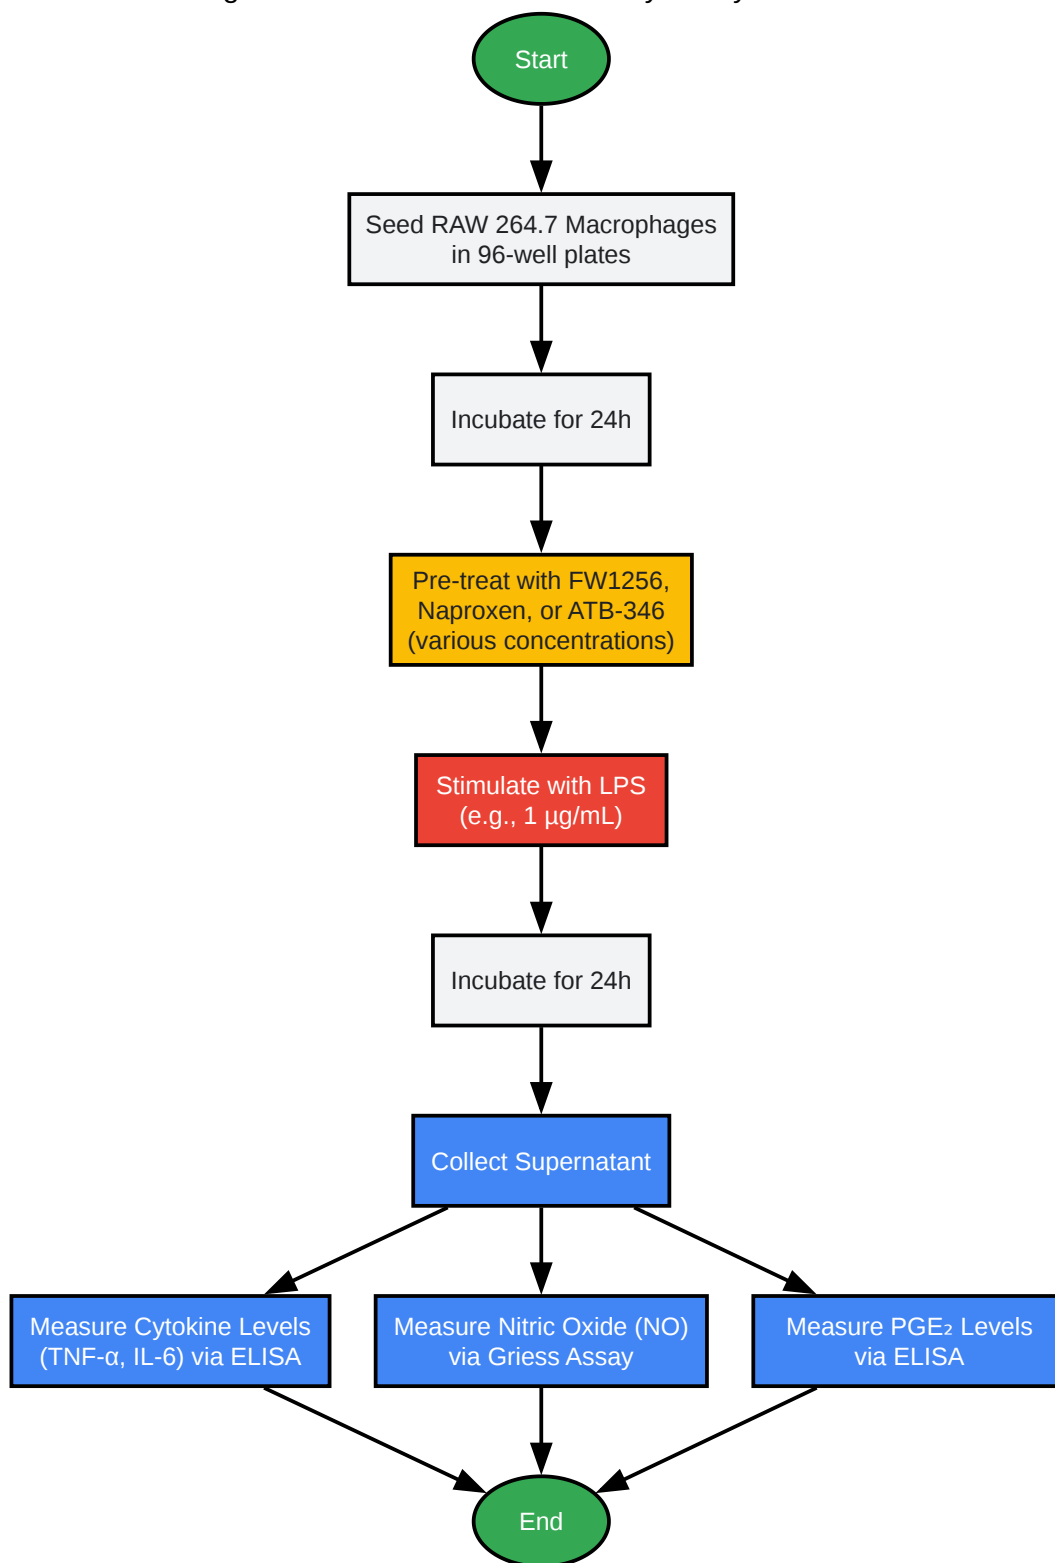 Start
Seed RAW 264.7 Macrophages
in 96-well plates
Incubate for 24h
Pre-treat with FW1256,
Naproxen, or ATB-346
(various concentrations)
Stimulate with LPS
(e.g., 1 µg/mL)
Incubate for 24h
Collect Supernatant
Measure Cytokine Levels
(TNF-α, IL-6) via ELISA
Measure Nitric Oxide (NO)
via Griess Assay
Measure PGE₂ Levels
via ELISA
End